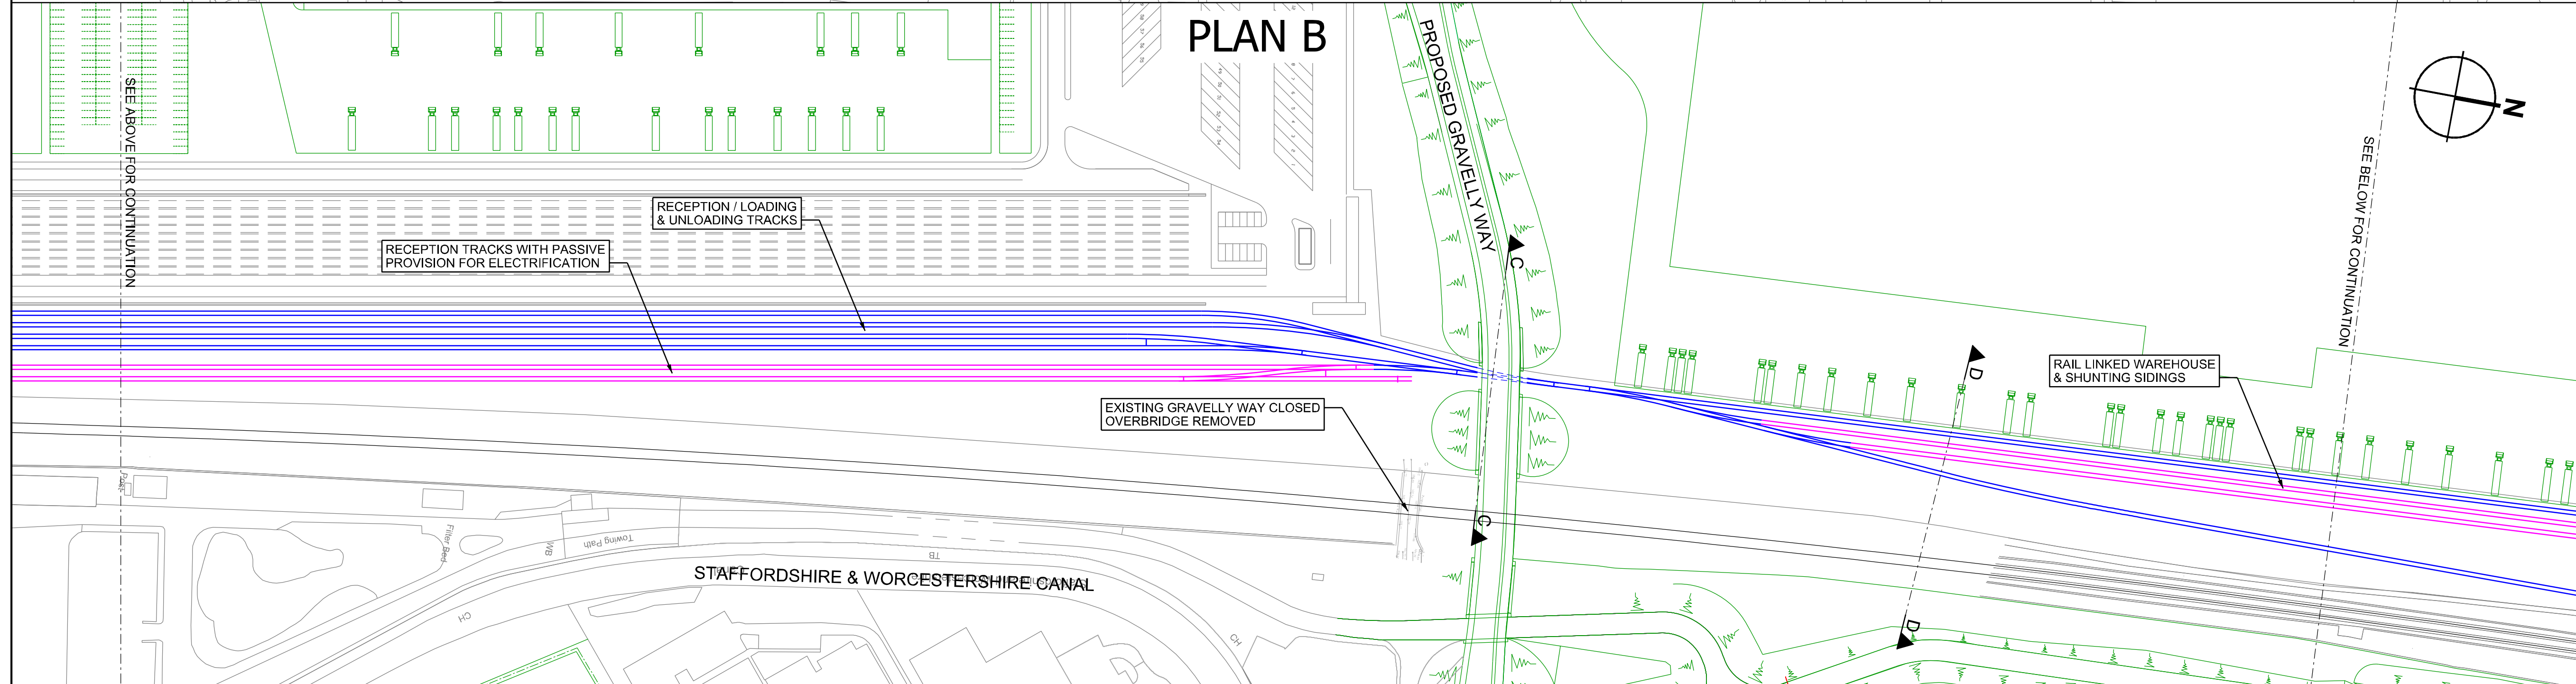 PLAN B
PROPOSED GRAVELLY WAY
N
SEE ABOVE FOR CONTINUATION
SEE BELOW FOR CONTINUATION
RECEPTION / LOADING
& UNLOADING TRACKS
RECEPTION TRACKS WITH PASSIVE
PROVISION FOR ELECTRIFICATION
C
D
RAIL LINKED WAREHOUSE
& SHUNTING SIDINGS
EXISTING GRAVELLY WAY CLOSED
OVERBRIDGE REMOVED
C
Filter Bed
WB
Towing Path
TB
STAFFORDSHIRE & WORCESTERSHIRE CANAL
CH
CH
D